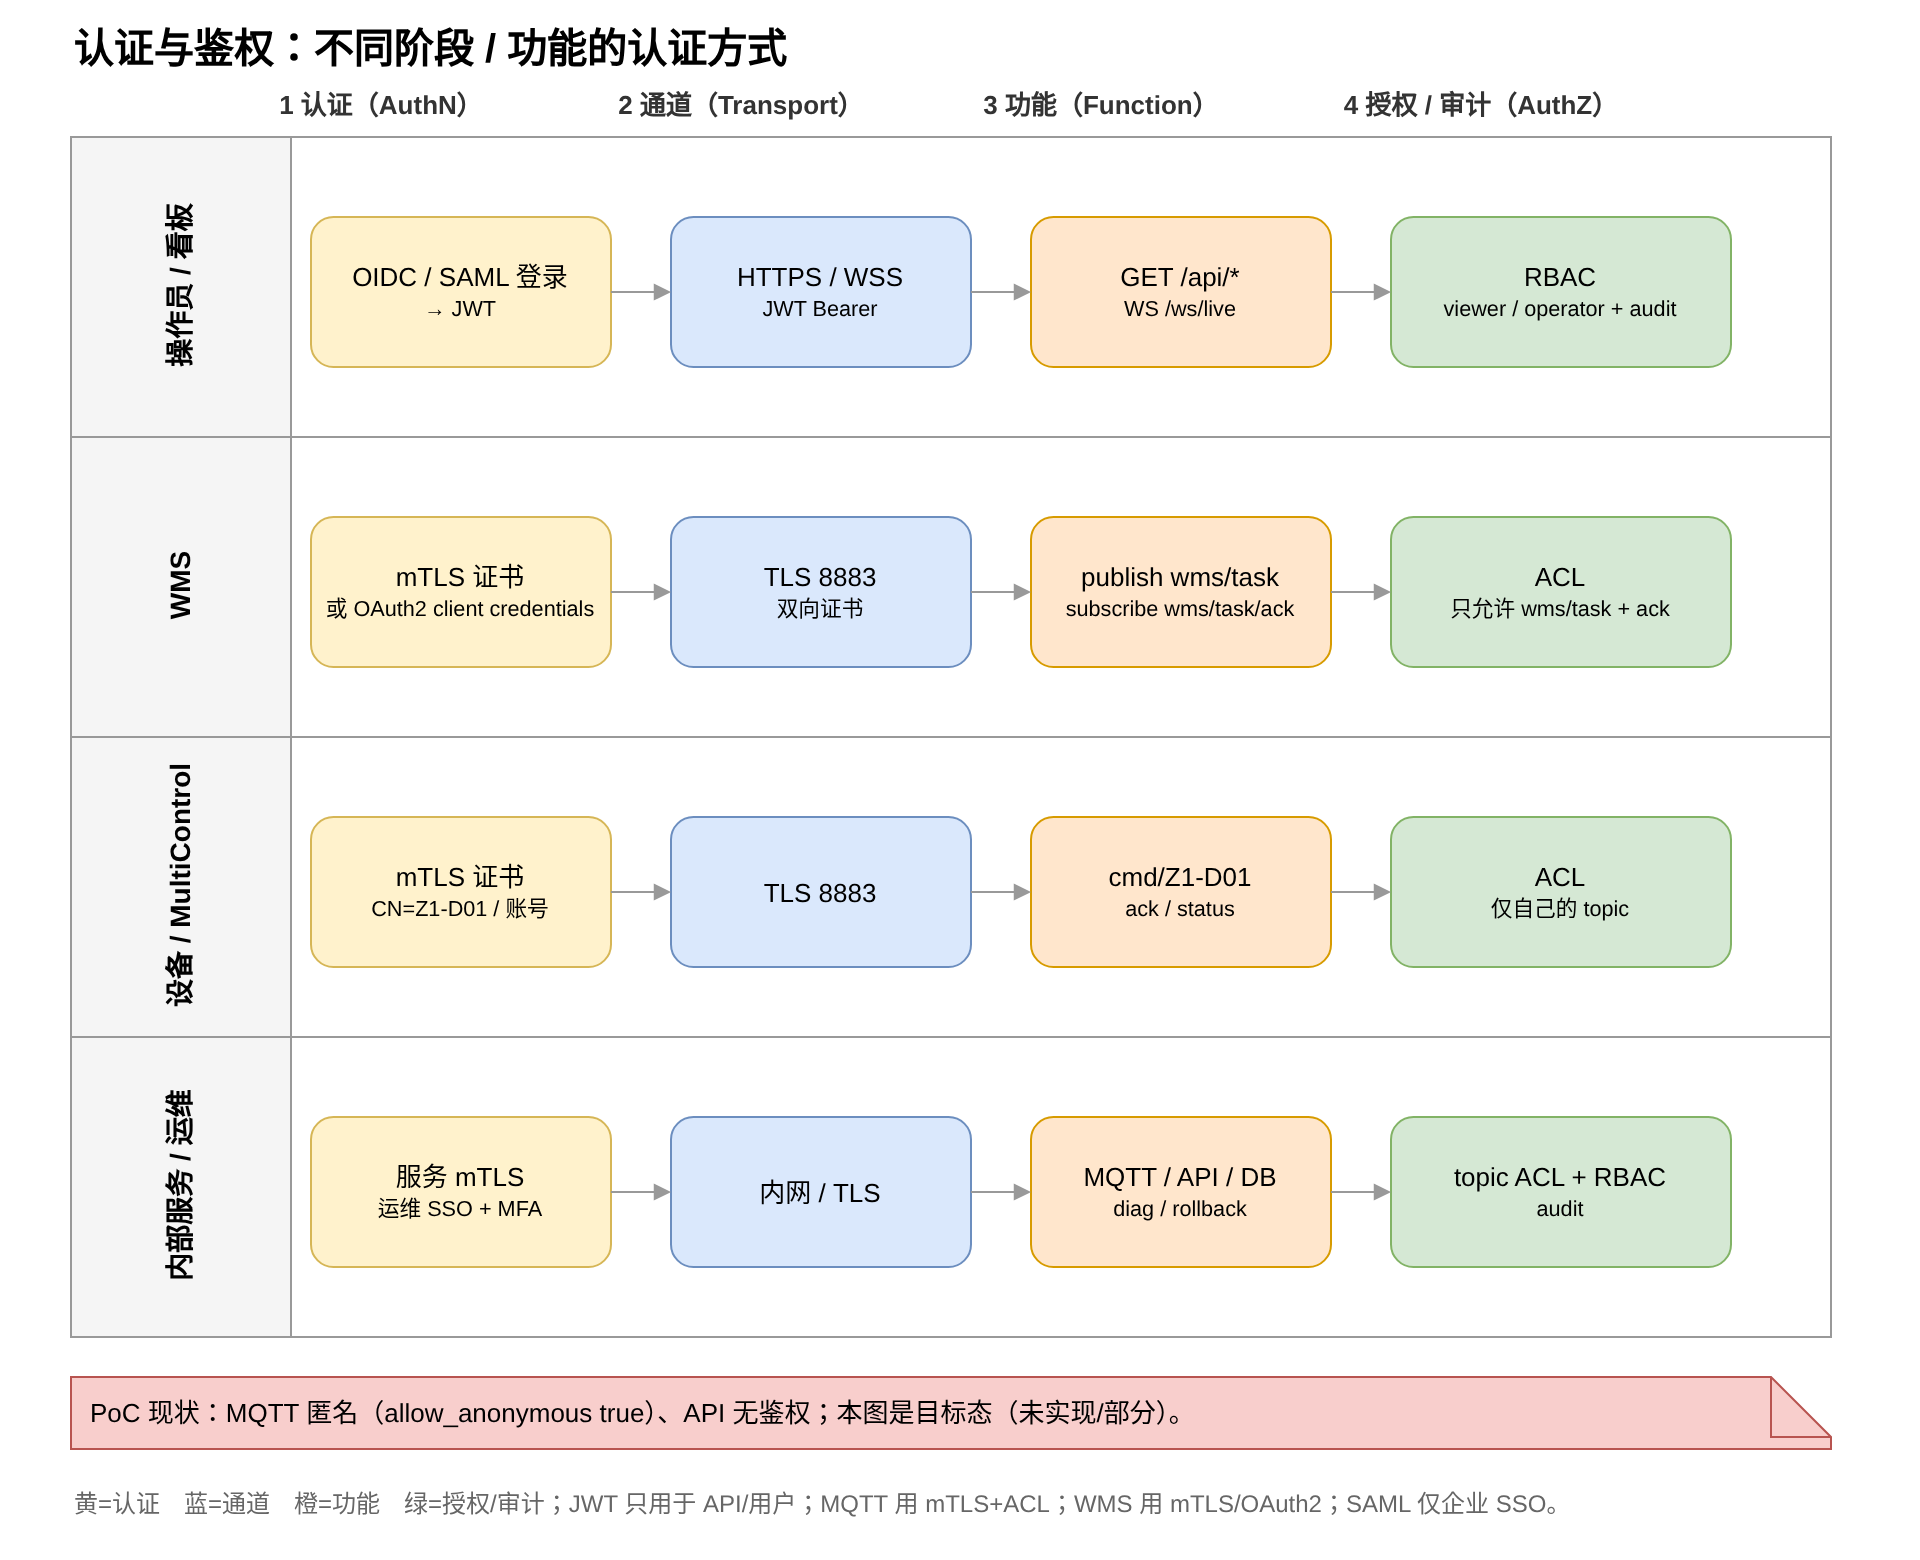 认证与鉴权：不同阶段 / 功能的认证方式
1 认证（AuthN）
2 通道（Transport）
3 功能（Function）
4 授权 / 审计（AuthZ）
操作员 / 看板
OIDC / SAML 登录
→ JWT
HTTPS / WSS
JWT Bearer
GET /api/*
WS /ws/live
RBAC
viewer / operator + audit
WMS
mTLS 证书
或 OAuth2 client credentials
TLS 8883
双向证书
publish wms/task
subscribe wms/task/ack
ACL
只允许 wms/task + ack
设备 / MultiControl
mTLS 证书
CN=Z1-D01 / 账号
TLS 8883
cmd/Z1-D01
ack / status
ACL
仅自己的 topic
内部服务 / 运维
服务 mTLS
运维 SSO + MFA
内网 / TLS
MQTT / API / DB
diag / rollback
topic ACL + RBAC
audit
PoC 现状：MQTT 匿名（allow_anonymous true）、API 无鉴权；本图是目标态（未实现/部分）。
黄=认证　蓝=通道　橙=功能　绿=授权/审计；JWT 只用于 API/用户；MQTT 用 mTLS+ACL；WMS 用 mTLS/OAuth2；SAML 仅企业 SSO。